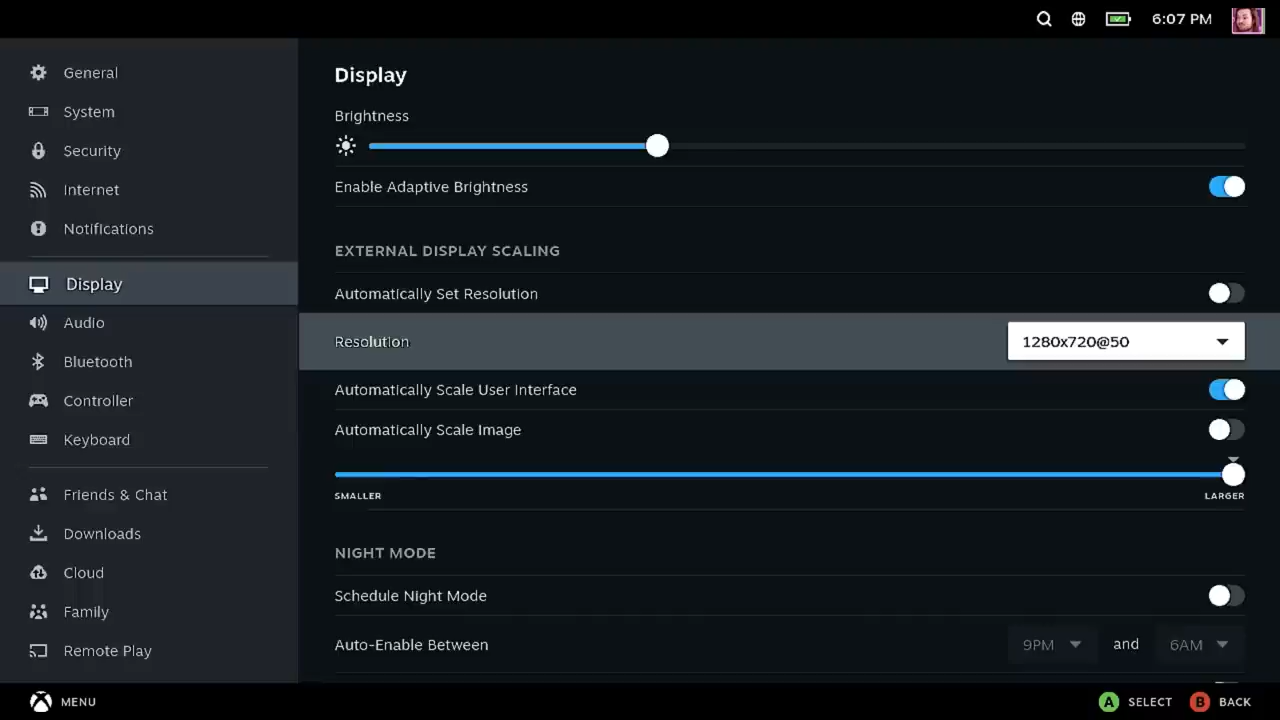 6:07 PM
General
System
Security
Internet
Notifications
Display
Audio
Bluetooth
Controller
Keyboard
Friends & Chat
Downloads
Cloud
Family
Remote Play
Display
Brightness
Enable Adaptive Brightness
EXTERNAL DISPLAY SCALING
Automatically Set Resolution
Resolution 1280x720@50
Automatically Scale User Interface
Automatically Scale Image
SMALLER LARGER
NIGHT MODE
Schedule Night Mode
Auto-Enable Between 9PM and 6AM
MENU A SELECT B BACK